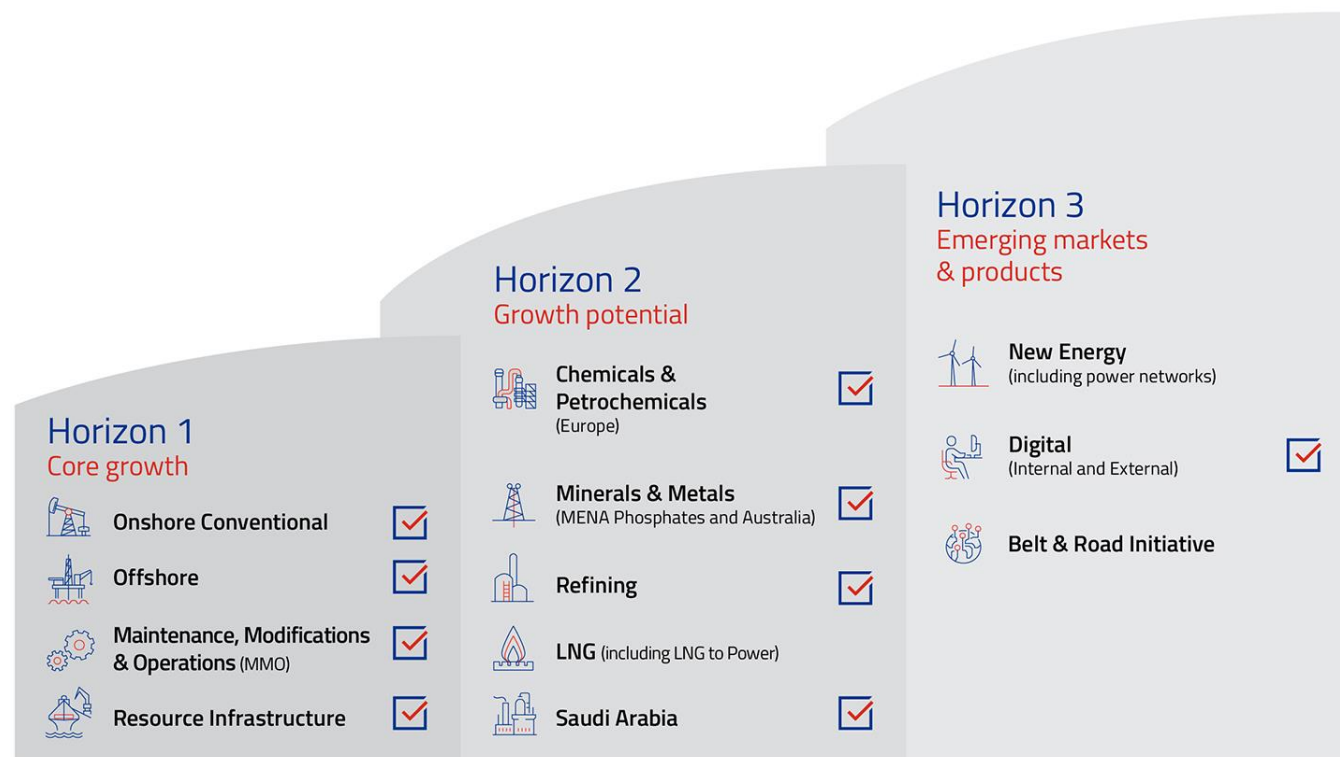 Horizon 1
Core growth
Onshore Conventional
Offshore
Maintenance, Modifications
& Operations (MMO)
Resource Infrastructure
Horizon 2
Growth potential
Chemicals &
Petrochemicals
(Europe)
Minerals & Metals
(MENA Phosphates and Australia)
Refining
LNG (including LNG to Power)
Saudi Arabia
Horizon 3
Emerging markets
& products
New Energy
(including power networks)
Digital
(Internal and External)
Belt & Road Initiative